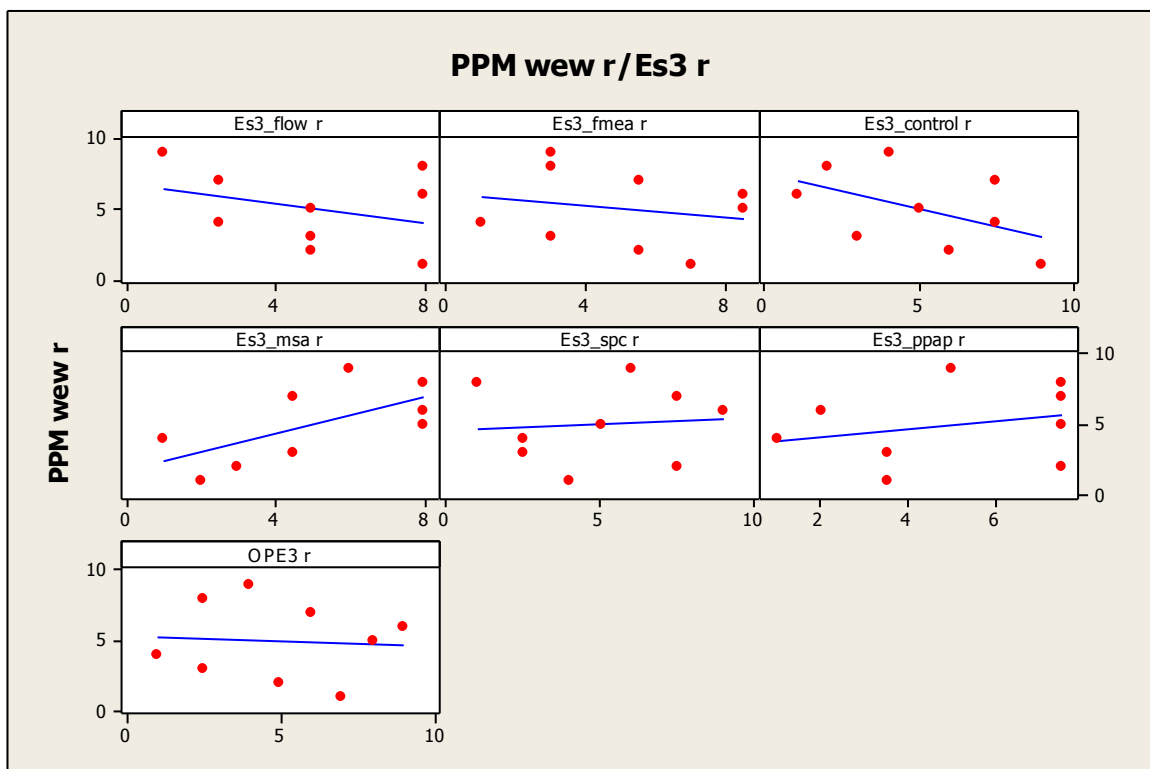 PPM wew r/Es3 r
PPM wew r
Es3_flow r Es3_fmea r Es3_control r
10
5
0
0 4 8 0 4 8 0 5 10
Es3_msa r Es3_spc r Es3_ppap r
10
5
0
0 4 8 0 5 10 2 4 6
OPE3 r
10
5
0
0 5 10